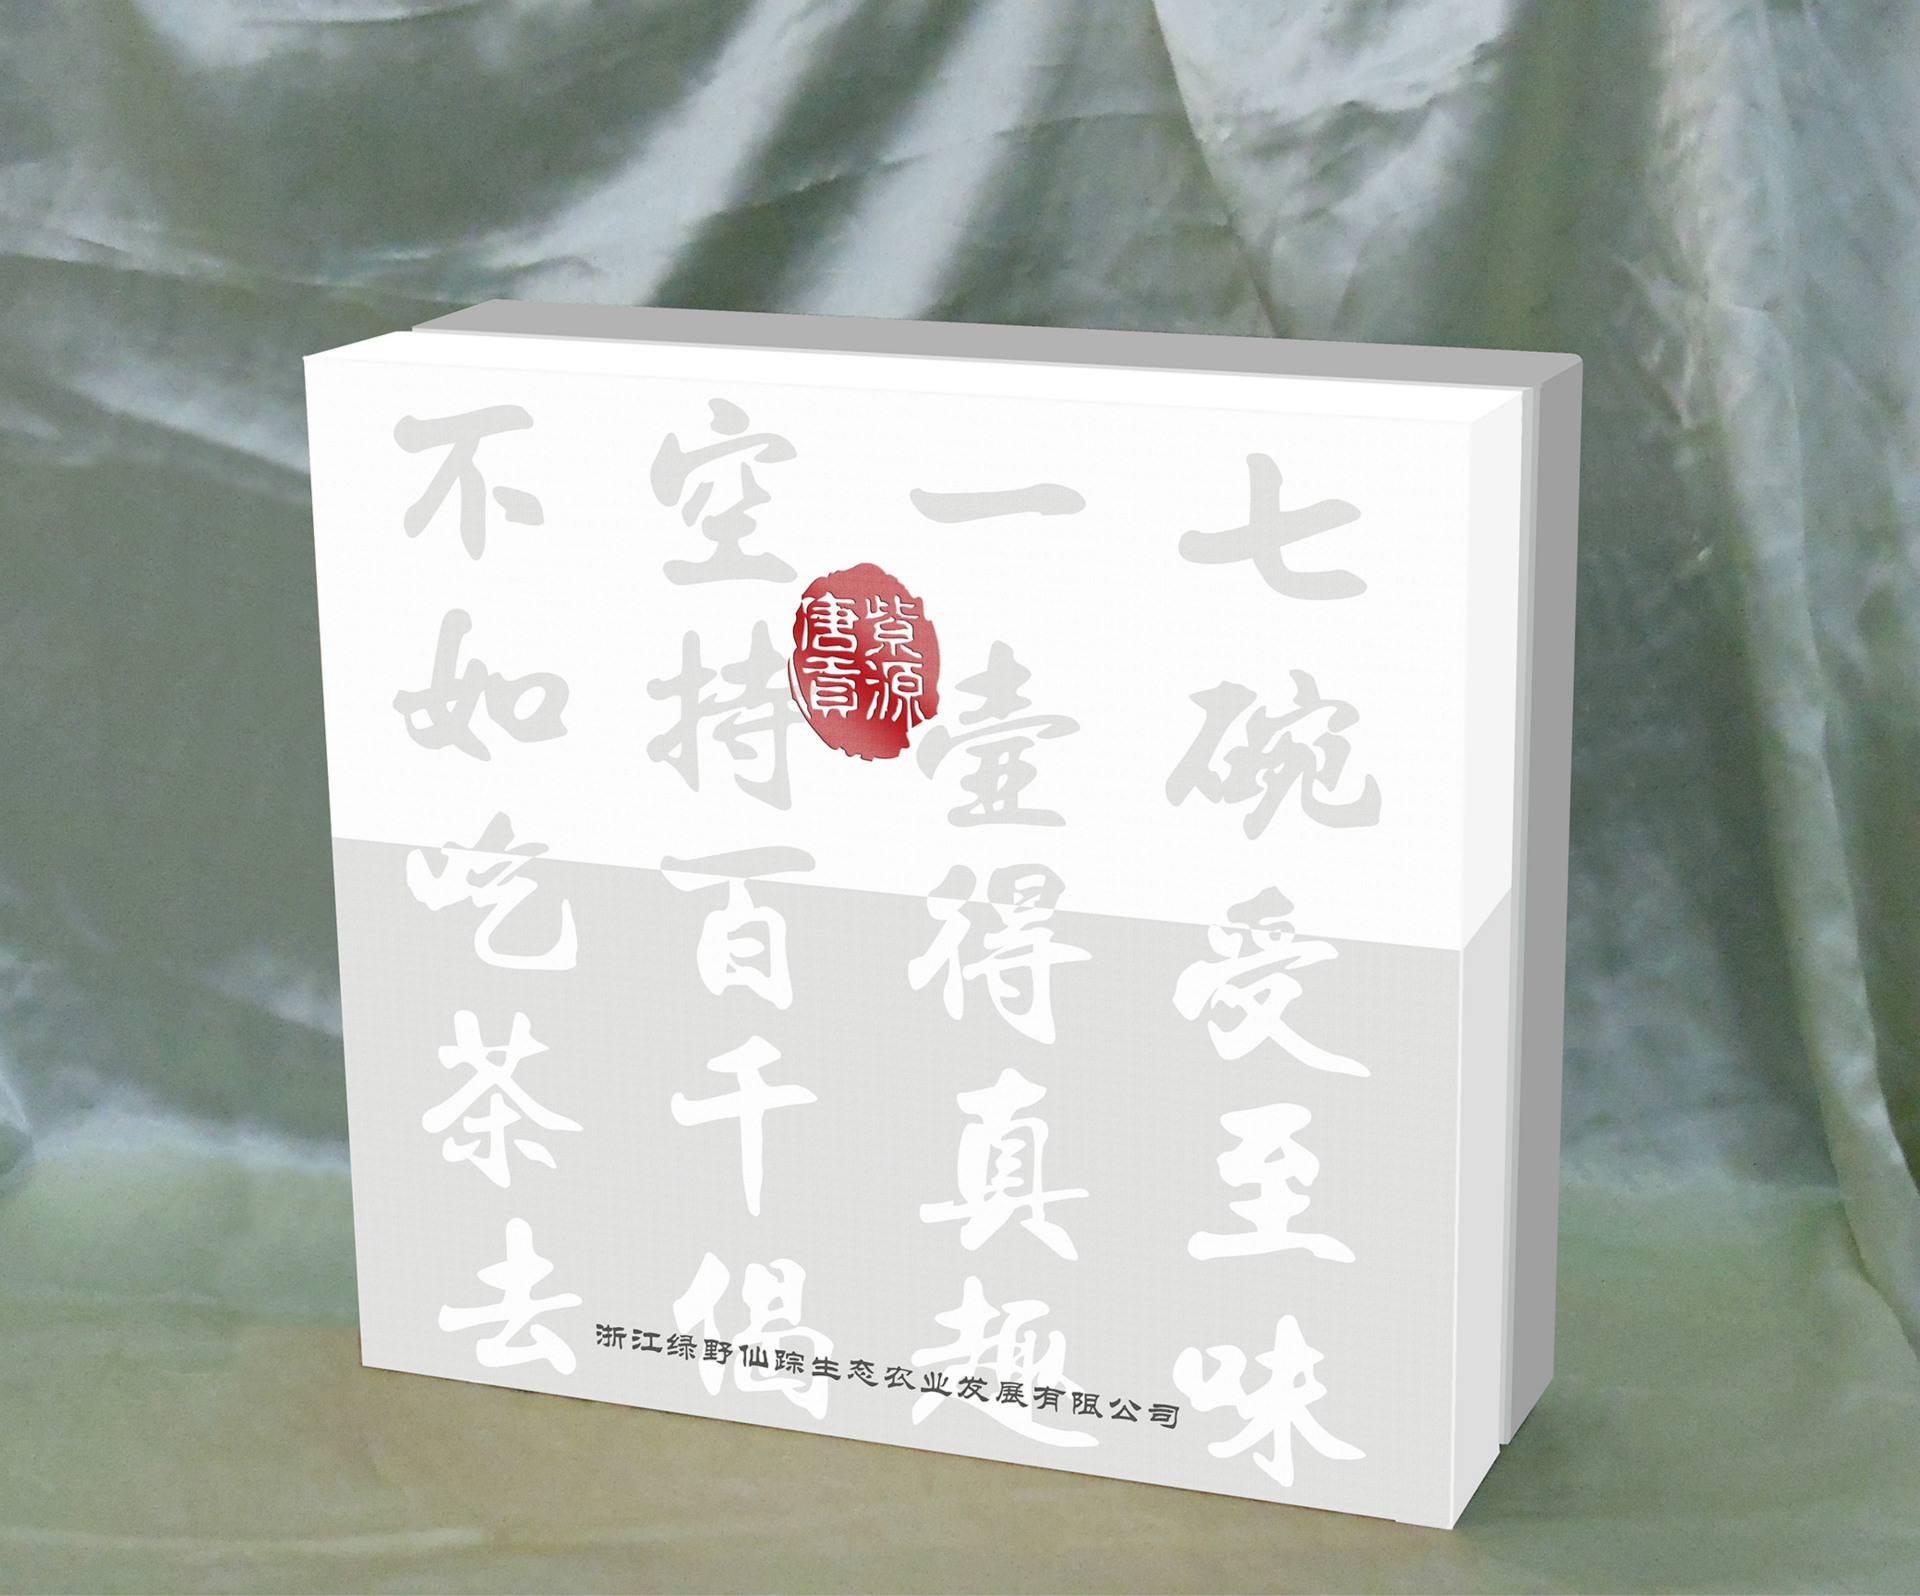 七碗爱至味
一壶得真趣
空持百千偈
不如吃茶去
紫源
唐貢
浙江绿野仙踪生态农业发展有限公司